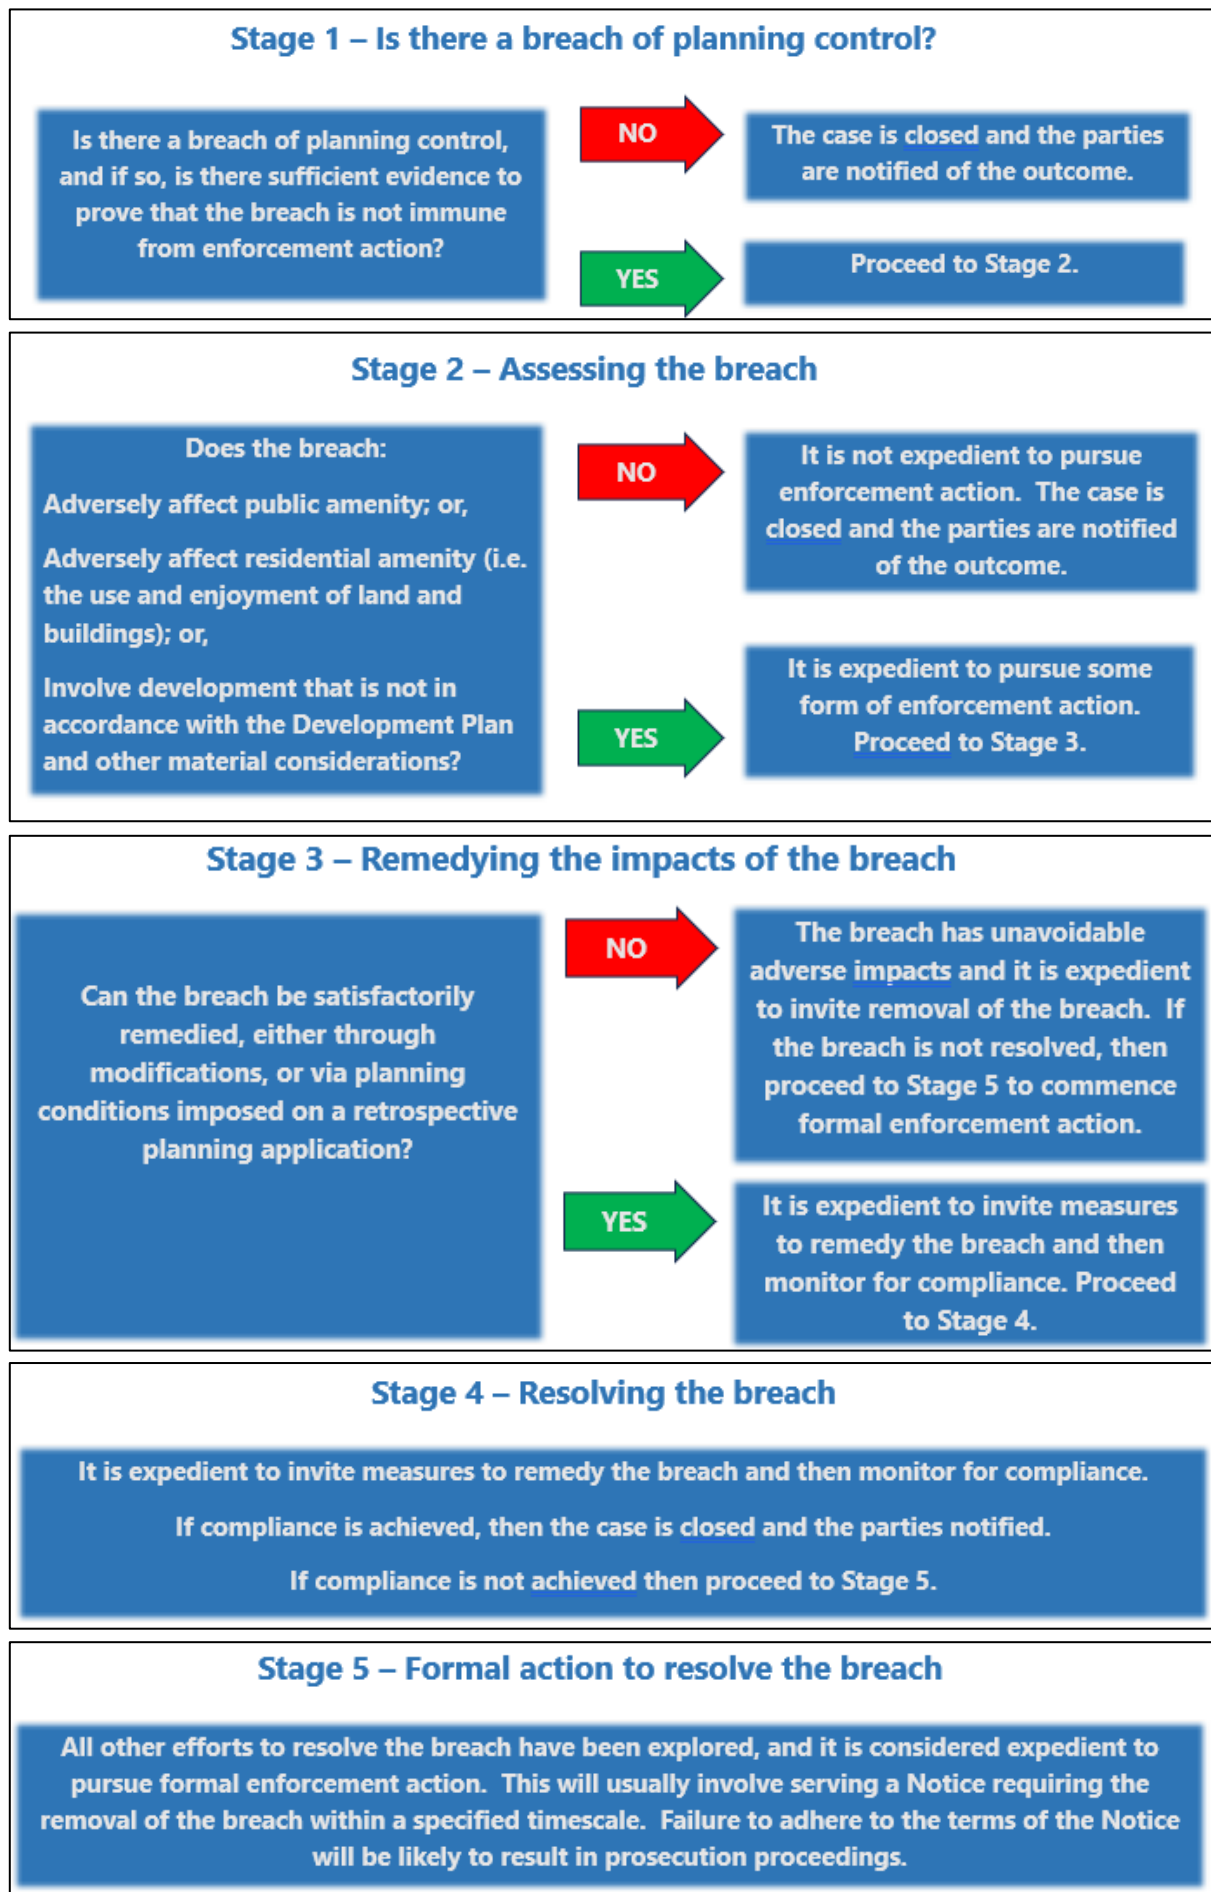 Stage 1 – Is there a breach of planning control?
Is there a breach of planning control,
and if so, is there sufficient evidence to
prove that the breach is not immune
from enforcement action?
NO
The case is closed and the parties
are notified of the outcome.
YES
Proceed to Stage 2.
Stage 2 – Assessing the breach
Does the breach:
Adversely affect public amenity; or,
Adversely affect residential amenity (i.e.
the use and enjoyment of land and
buildings); or,
Involve development that is not in
accordance with the Development Plan
and other material considerations?
NO
It is not expedient to pursue
enforcement action.  The case is
closed and the parties are notified
of the outcome.
YES
It is expedient to pursue some
form of enforcement action.
Proceed to Stage 3.
Stage 3 – Remedying the impacts of the breach
Can the breach be satisfactorily
remedied, either through
modifications, or via planning
conditions imposed on a retrospective
planning application?
NO
The breach has unavoidable
adverse impacts and it is expedient
to invite removal of the breach.  If
the breach is not resolved, then
proceed to Stage 5 to commence
formal enforcement action.
YES
It is expedient to invite measures
to remedy the breach and then
monitor for compliance. Proceed
to Stage 4.
Stage 4 – Resolving the breach
It is expedient to invite measures to remedy the breach and then monitor for compliance.
If compliance is achieved, then the case is closed and the parties notified.
If compliance is not achieved then proceed to Stage 5.
Stage 5 – Formal action to resolve the breach
All other efforts to resolve the breach have been explored, and it is considered expedient to
pursue formal enforcement action.  This will usually involve serving a Notice requiring the
removal of the breach within a specified timescale.  Failure to adhere to the terms of the Notice
will be likely to result in prosecution proceedings.